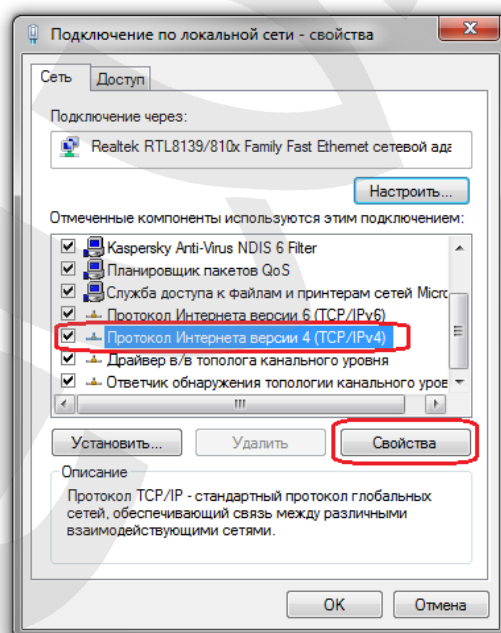 Подключение по локальной сети - свойства
Сеть
Доступ
Подключение через:
Realtek RTL8139/810x Family Fast Ethernet сетевой ада
Настроить...
Отмеченные компоненты используются этим подключением:
Kaspersky Anti-Virus NDIS 6 Filter
Планировщик пакетов QoS
Служба доступа к файлам и принтерам сетей Micro
Протокол Интернета версии 6 (TCP/IPv6)
Протокол Интернета версии 4 (TCP/IPv4)
Драйвер в/в тополога канального уровня
Ответчик обнаружения топологии канального уров
Установить...
Удалить
Свойства
Описание
Протокол TCP/IP - стандартный протокол глобальных
сетей, обеспечивающий связь между различными
взаимодействующими сетями.
OK
Отмена